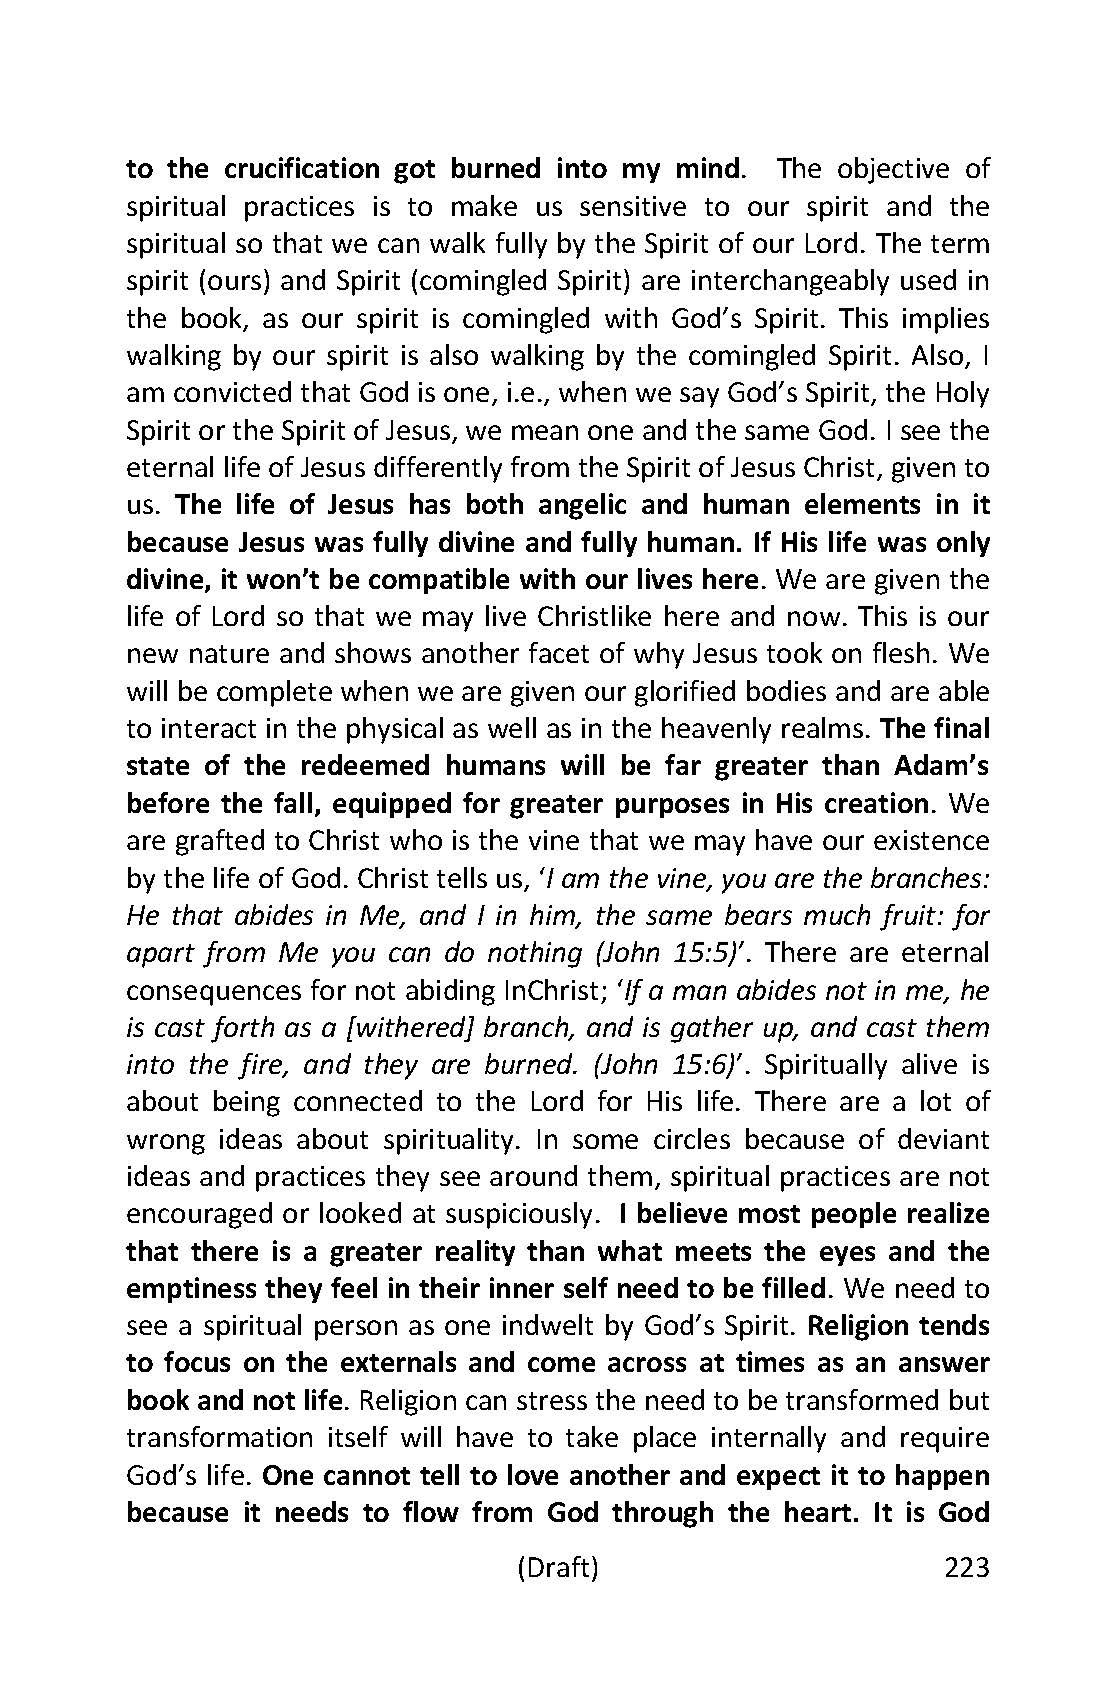 to the crucification got burned into my mind. The objective of
spiritual practices is to make us sensitive to our spirit and the
spiritual so that we can walk fully by the Spirit of our Lord. The term
spirit (ours) and Spirit (comingled Spirit) are interchangeably used in
the book, as our spirit is comingled with God’s Spirit. This implies
walking by our spirit is also walking by the comingled Spirit. Also, I
am convicted that God is one, i.e., when we say God’s Spirit, the Holy
Spirit or the Spirit of Jesus, we mean one and the same God. I see the
eternal life of Jesus differently from the Spirit of Jesus Christ, given to
us. The life of Jesus has both angelic and human elements in it
because Jesus was fully divine and fully human. If His life was only
divine, it won’t be compatible with our lives here. We are given the
life of Lord so that we may live Christlike here and now. This is our
new nature and shows another facet of why Jesus took on flesh. We
will be complete when we are given our glorified bodies and are able
to interact in the physical as well as in the heavenly realms. The final
state of the redeemed humans will be far greater than Adam’s
before the fall, equipped for greater purposes in His creation. We
are grafted to Christ who is the vine that we may have our existence
by the life of God. Christ tells us, ‘I am the vine, you are the branches:
He that abides in Me, and I in him, the same bears much fruit: for
apart from Me you can do nothing (John 15:5)’. There are eternal
consequences for not abiding InChrist; ‘If a man abides not in me, he
is cast forth as a [withered] branch, and is gather up, and cast them
into the fire, and they are burned. (John 15:6)’. Spiritually alive is
about being connected to the Lord for His life. There are a lot of
wrong ideas about spirituality. In some circles because of deviant
ideas and practices they see around them, spiritual practices are not
encouraged or looked at suspiciously. I believe most people realize
that there is a greater reality than what meets the eyes and the
emptiness they feel in their inner self need to be filled. We need to
see a spiritual person as one indwelt by God’s Spirit. Religion tends
to focus on the externals and come across at times as an answer
book and not life. Religion can stress the need to be transformed but
transformation itself will have to take place internally and require
God’s life. One cannot tell to love another and expect it to happen
because it needs to flow from God through the heart. It is God
(Draft) 223